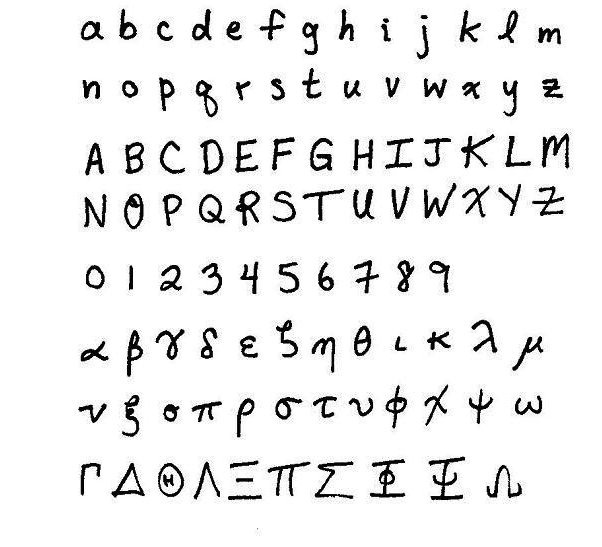 a b c d e f g h i j k l m
n o p q r s t u v w x y z
A B C D E F G H I J K L M
N O P Q R S T U V W X Y Z
0 1 2 3 4 5 6 7 8 9
α β γ δ ε ζ η θ ι κ λ μ
ν ξ ο π ρ σ τ υ φ χ ψ ω
Γ Δ Θ Λ Ξ Π Σ Φ Ψ Ω